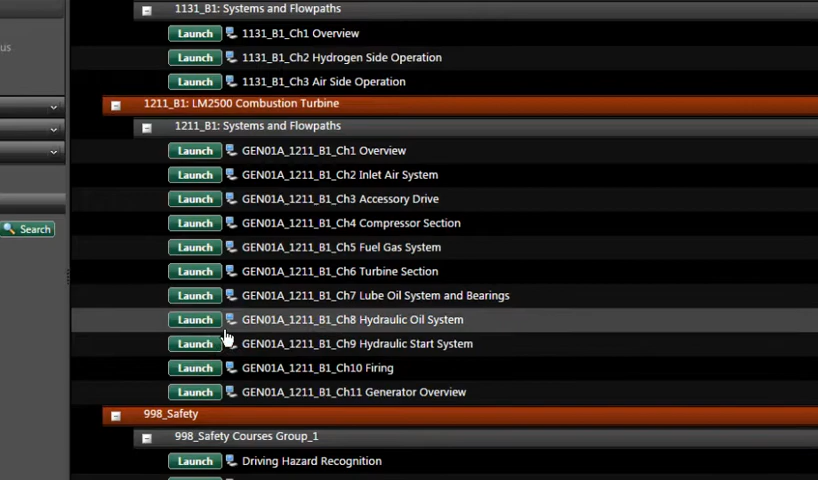 1131_B1: Systems and Flowpaths
Launch 1131_B1_Ch1 Overview
us
Launch 1131_B1_Ch2 Hydrogen Side Operation
Launch 1131_B1_Ch3 Air Side Operation
1211_B1: LM2500 Combustion Turbine
1211_B1: Systems and Flowpaths
Launch GEN01A_1211_B1_Ch1 Overview
Launch GEN01A_1211_B1_Ch2 Inlet Air System
Launch GEN01A_1211_B1_Ch3 Accessory Drive
Launch GEN01A_1211_B1_Ch4 Compressor Section
Search
Launch GEN01A_1211_B1_Ch5 Fuel Gas System
Launch GEN01A_1211_B1_Ch6 Turbine Section
Launch GEN01A_1211_B1_Ch7 Lube Oil System and Bearings
Launch GEN01A_1211_B1_Ch8 Hydraulic Oil System
Launch GEN01A_1211_B1_Ch9 Hydraulic Start System
Launch GEN01A_1211_B1_Ch10 Firing
Launch GEN01A_1211_B1_Ch11 Generator Overview
998_Safety
998_Safety Courses Group_1
Launch Driving Hazard Recognition